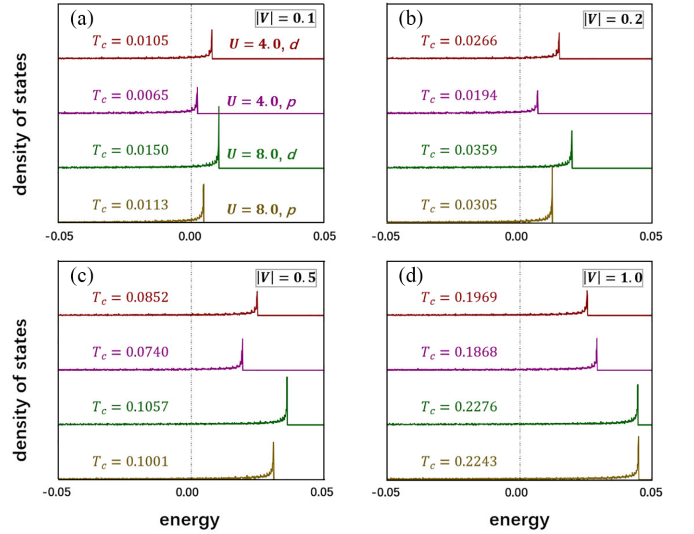 (a)
|V| = 0.1
T_c = 0.0105
U = 4.0, d
T_c = 0.0065
U = 4.0, p
T_c = 0.0150
U = 8.0, d
T_c = 0.0113
U = 8.0, p
density of states
-0.05
0.00
0.05
(b)
|V| = 0.2
T_c = 0.0266
T_c = 0.0194
T_c = 0.0359
T_c = 0.0305
-0.05
0.00
0.05
(c)
|V| = 0.5
T_c = 0.0852
T_c = 0.0740
T_c = 0.1057
T_c = 0.1001
density of states
-0.05
0.00
0.05
energy
(d)
|V| = 1.0
T_c = 0.1969
T_c = 0.1868
T_c = 0.2276
T_c = 0.2243
-0.05
0.00
0.05
energy